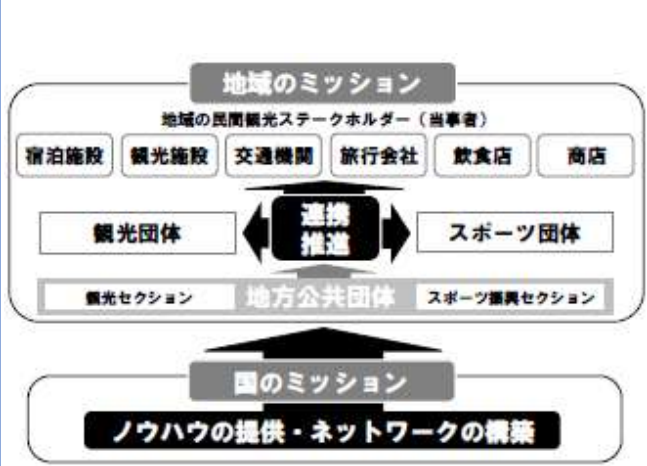 地域のミッション
地域の民間観光ステークホルダー（当事者）
宿泊施設 観光施設 交通機関 旅行会社 飲食店 商店
観光団体 連携推進 スポーツ団体
観光セクション 地方公共団体 スポーツ振興セクション
国のミッション
ノウハウの提供・ネットワークの構築